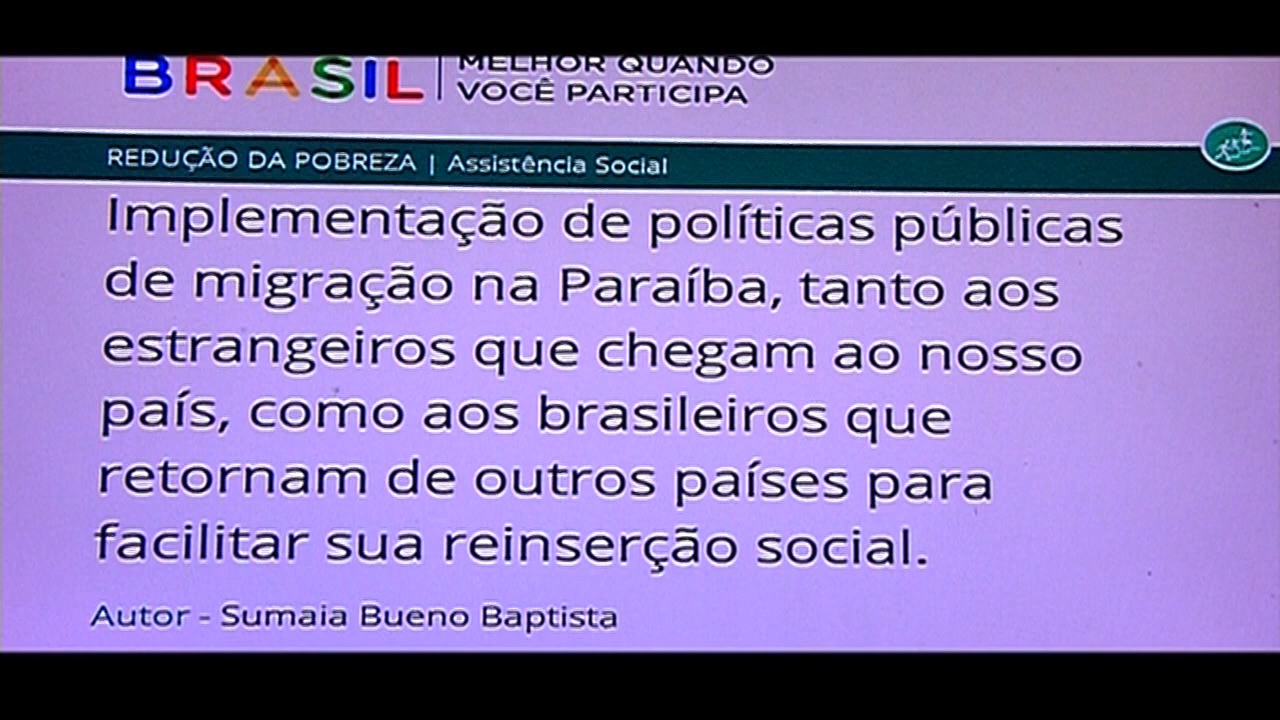 BRASIL | MELHOR QUANDO
VOCÊ PARTICIPA
REDUÇÃO DA POBREZA | Assistência Social
Implementação de políticas públicas
de migração na Paraíba, tanto aos
estrangeiros que chegam ao nosso
país, como aos brasileiros que
retornam de outros países para
facilitar sua reinserção social.
Autor - Sumaia Bueno Baptista